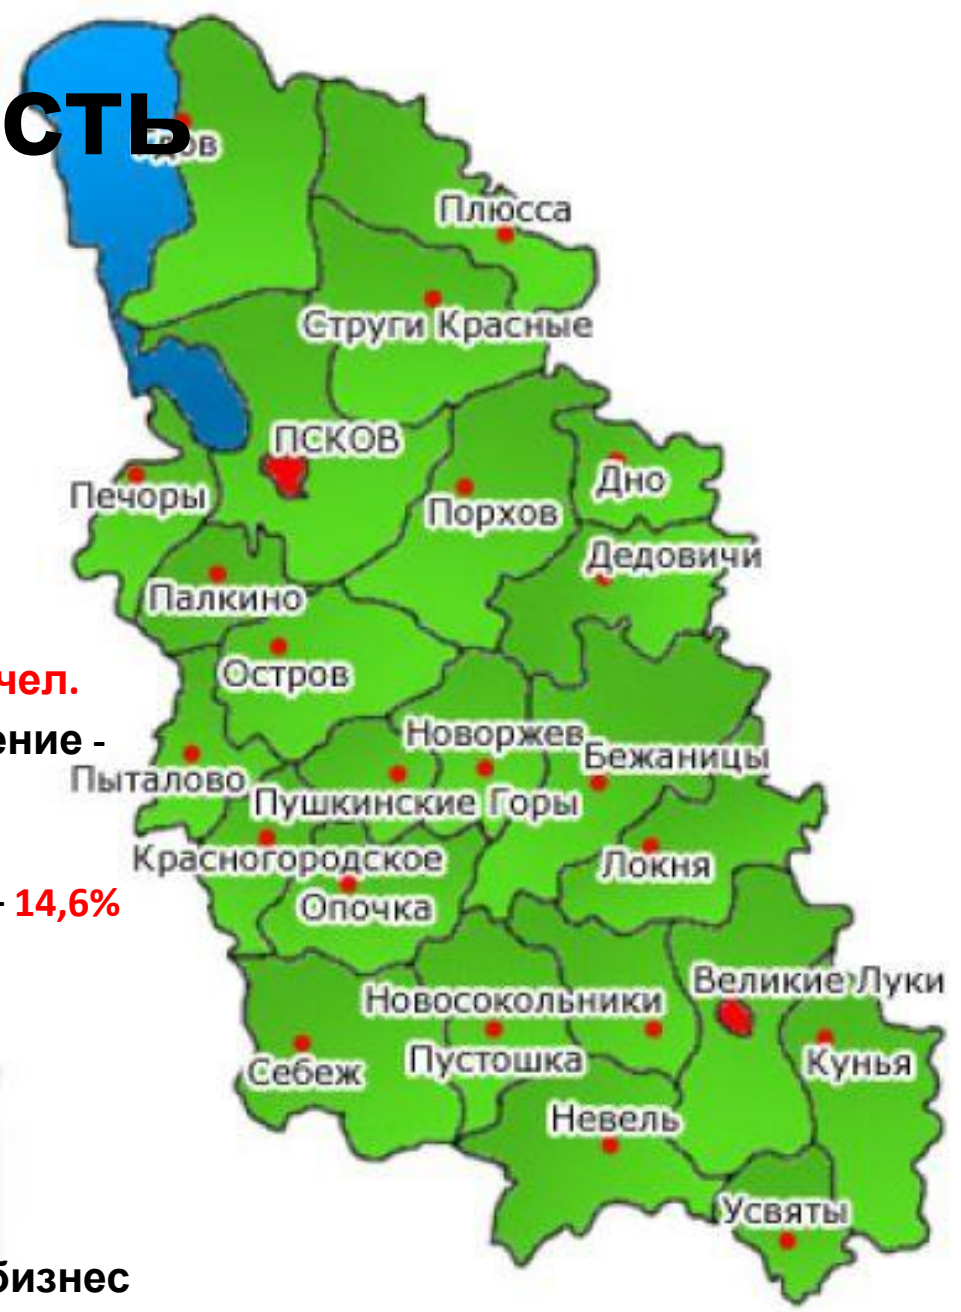 сть
Плюсса
Струги Красные
ПСКОВ
Печоры
Порхов
Дно
Дедовичи
Палкино
Остров
чел.
Новоржев
ение -
Бежаницы
Пыталово
Пушкинские Горы
Красногородское
Локня
- 14,6%
Опочка
Великие Луки
Новосокольники
Пустошка
Кунья
Себеж
Невель
Усвяты
бизнес